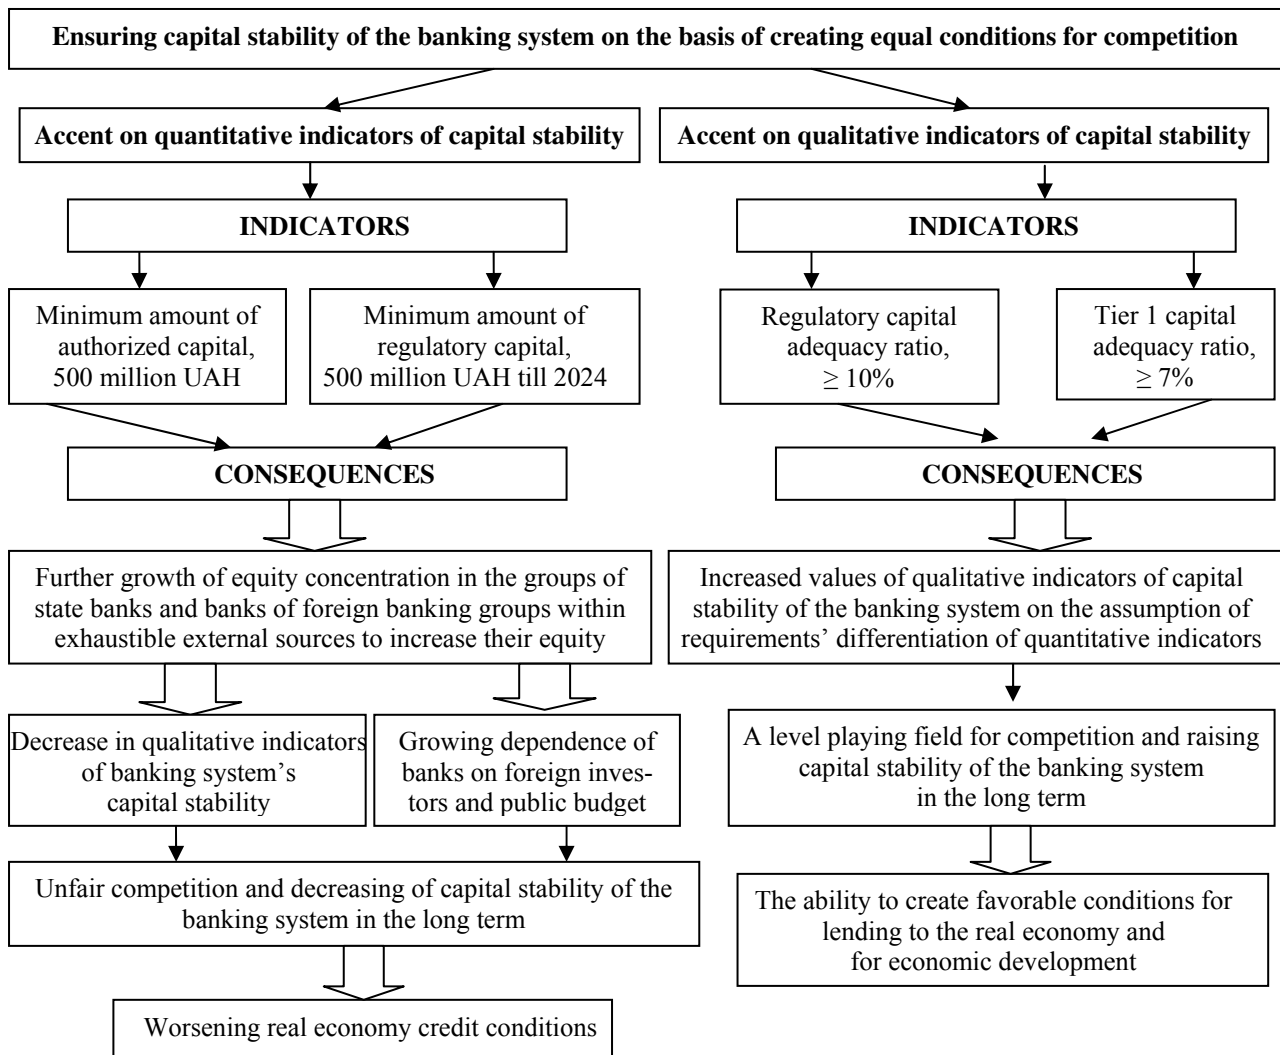 Ensuring capital stability of the banking system on the basis of creating equal conditions for competition
Accent on quantitative indicators of capital stability
INDICATORS
Minimum amount of
authorized capital,
500 million UAH
Minimum amount of
regulatory capital,
500 million UAH till 2024
CONSEQUENCES
Further growth of equity concentration in the groups of
state banks and banks of foreign banking groups within
exhaustible external sources to increase their equity
Decrease in qualitative indicators
of banking system’s
capital stability
Growing dependence of
banks on foreign inves-
tors and public budget
Unfair competition and decreasing of capital stability of the
banking system in the long term
Worsening real economy credit conditions
Accent on qualitative indicators of capital stability
INDICATORS
Regulatory capital
adequacy ratio,
≥ 10%
Tier 1 capital
adequacy ratio,
≥ 7%
CONSEQUENCES
Increased values of qualitative indicators of capital
stability of the banking system on the assumption of
requirements’ differentiation of quantitative indicators
A level playing field for competition and raising
capital stability of the banking system
in the long term
The ability to create favorable conditions for
lending to the real economy and
for economic development